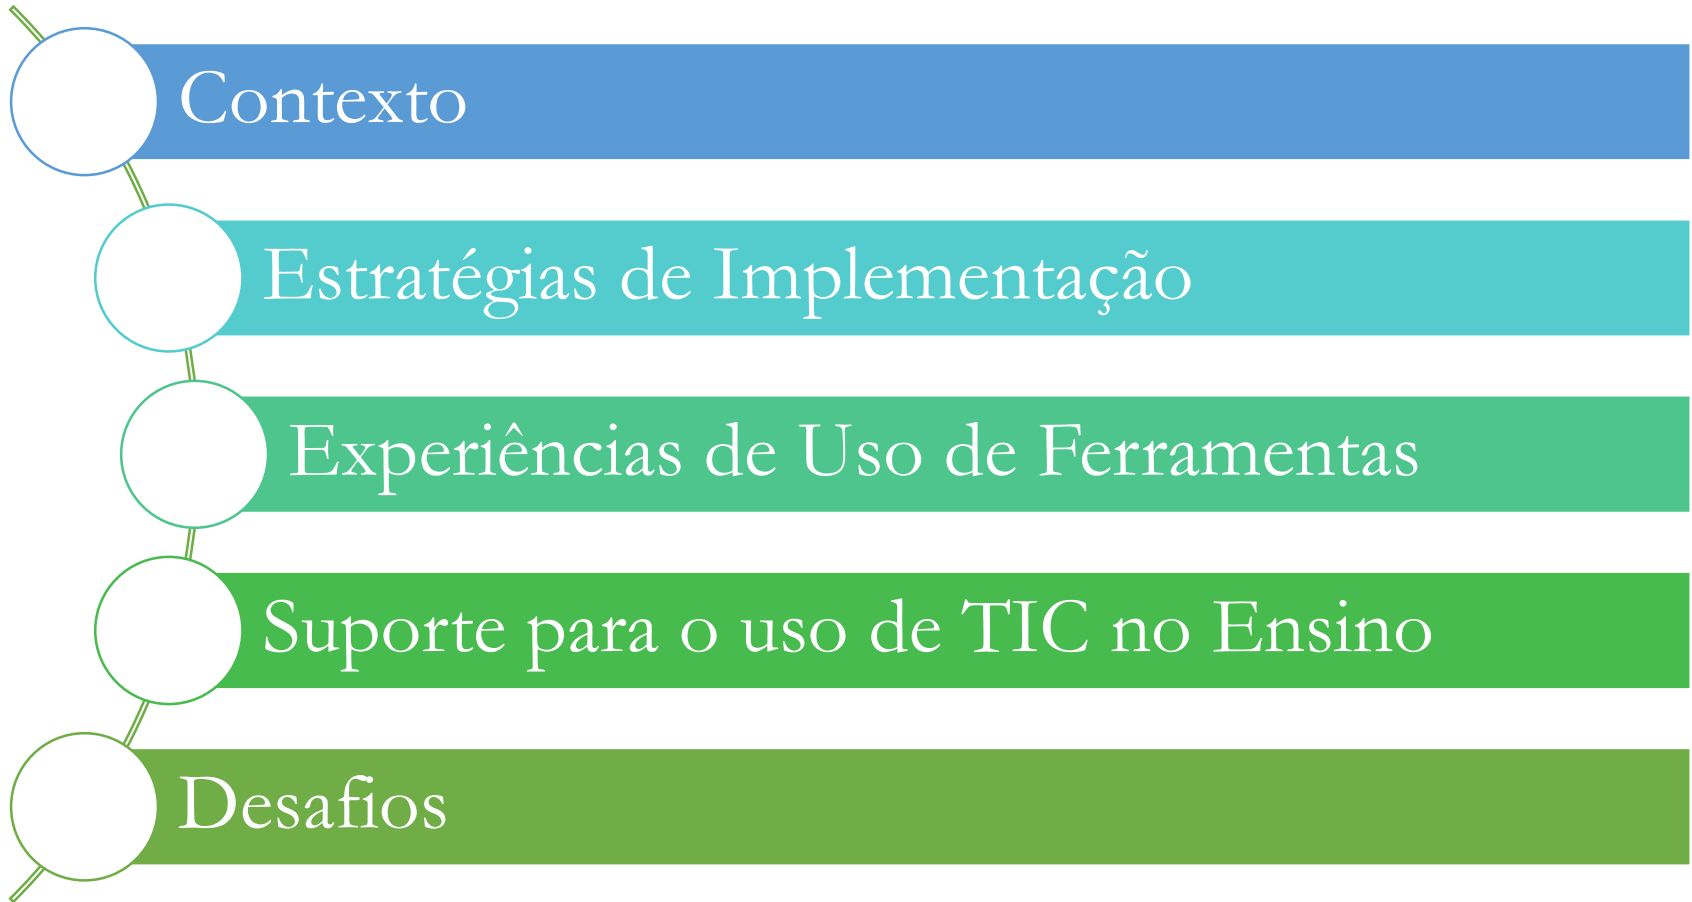 Contexto
Estratégias de Implementação
Experiências de Uso de Ferramentas
Suporte para o uso de TIC no Ensino
Desafios